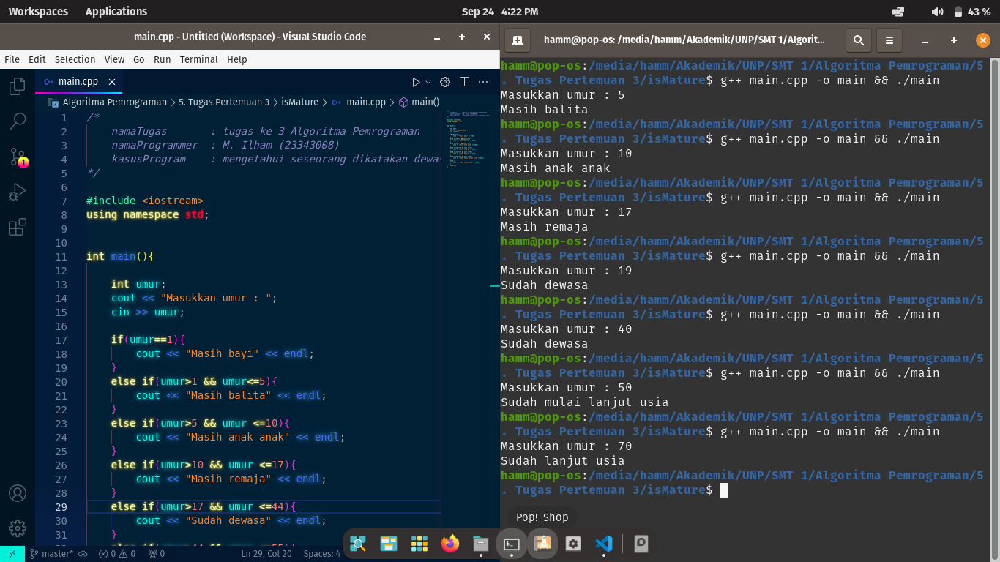 Workspaces Applications Sep 24 4:22 PM 43 %
main.cpp - Untitled (Workspace) - Visual Studio Code
File Edit Selection View Go Run Terminal Help
main.cpp
Algoritma Pemrograman > 5. Tugas Pertemuan 3 > isMature > main.cpp > main()
1 /*
2 namaTugas : tugas ke 3 Algoritma Pemrograman
3 namaProgrammer : M. Ilham (23343008)
4 kasusProgram : mengetahui seseorang dikatakan dewas
5 */
6
7 #include <iostream>
8 using namespace std;
9
10
11 int main(){
12
13 int umur;
14 cout << "Masukkan umur : ";
15 cin >> umur;
16
17 if(umur==1){
18 cout << "Masih bayi" << endl;
19 }
20 else if(umur>1 && umur<=5){
21 cout << "Masih balita" << endl;
22 }
23 else if(umur>5 && umur <=10){
24 cout << "Masih anak anak" << endl;
25 }
26 else if(umur>10 && umur <=17){
27 cout << "Masih remaja" << endl;
28 }
29 else if(umur>17 && umur <=44){
30 cout << "Sudah dewasa" << endl;
31 }
1
master* 0 0 0 Ln 29, Col 20 Spaces: 4
hamm@pop-os: /media/hamm/Akademik/UNP/SMT 1/Algorit...
hamm@pop-os:/media/hamm/Akademik/UNP/SMT 1/Algoritma Pemrograman/5
. Tugas Pertemuan 3/isMature$ g++ main.cpp -o main && ./main
Masukkan umur : 5
Masih balita
hamm@pop-os:/media/hamm/Akademik/UNP/SMT 1/Algoritma Pemrograman/5
. Tugas Pertemuan 3/isMature$ g++ main.cpp -o main && ./main
Masukkan umur : 10
Masih anak anak
hamm@pop-os:/media/hamm/Akademik/UNP/SMT 1/Algoritma Pemrograman/5
. Tugas Pertemuan 3/isMature$ g++ main.cpp -o main && ./main
Masukkan umur : 17
Masih remaja
hamm@pop-os:/media/hamm/Akademik/UNP/SMT 1/Algoritma Pemrograman/5
. Tugas Pertemuan 3/isMature$ g++ main.cpp -o main && ./main
Masukkan umur : 19
Sudah dewasa
hamm@pop-os:/media/hamm/Akademik/UNP/SMT 1/Algoritma Pemrograman/5
. Tugas Pertemuan 3/isMature$ g++ main.cpp -o main && ./main
Masukkan umur : 40
Sudah dewasa
hamm@pop-os:/media/hamm/Akademik/UNP/SMT 1/Algoritma Pemrograman/5
. Tugas Pertemuan 3/isMature$ g++ main.cpp -o main && ./main
Masukkan umur : 50
Sudah mulai lanjut usia
hamm@pop-os:/media/hamm/Akademik/UNP/SMT 1/Algoritma Pemrograman/5
. Tugas Pertemuan 3/isMature$ g++ main.cpp -o main && ./main
Masukkan umur : 70
Sudah lanjut usia
hamm@pop-os:/media/hamm/Akademik/UNP/SMT 1/Algoritma Pemrograman/5
. Tugas Pertemuan 3/isMature$
Pop!_Shop